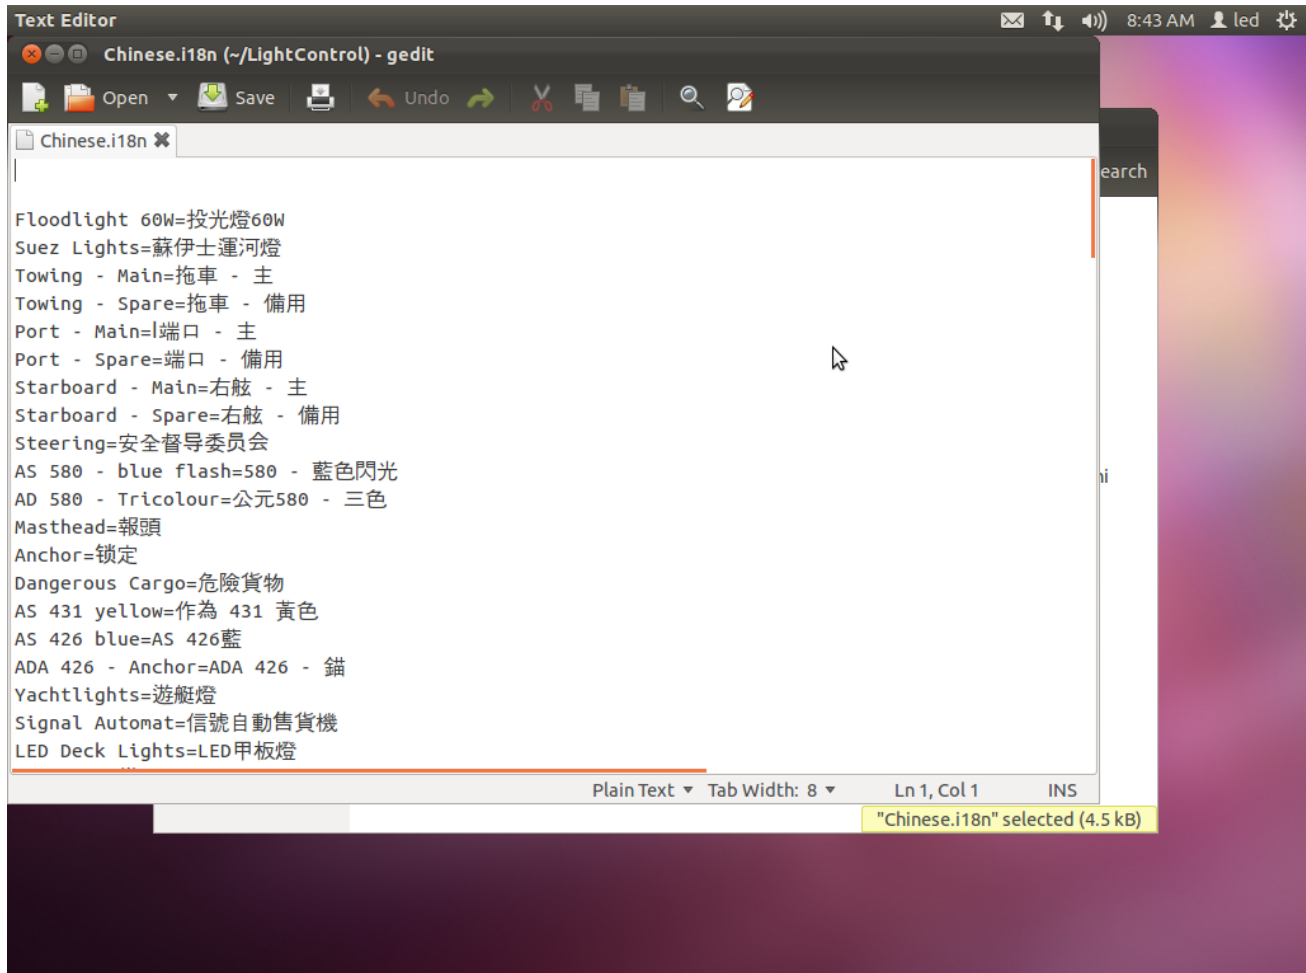 Text Editor
8:43 AM
led
Chinese.i18n (~/LightControl) - gedit
Open
Save
Undo
Chinese.i18n
earch
Floodlight 60W=投光燈60W
Suez Lights=蘇伊士運河燈
Towing - Main=拖車 - 主
Towing - Spare=拖車 - 備用
Port - Main=l端口 - 主
Port - Spare=端口 - 備用
Starboard - Main=右舷 - 主
Starboard - Spare=右舷 - 備用
Steering=安全督导委员会
AS 580 - blue flash=580 - 藍色閃光
ni
AD 580 - Tricolour=公元580 - 三色
Masthead=報頭
Anchor=锁定
Dangerous Cargo=危險貨物
AS 431 yellow=作為 431 黃色
AS 426 blue=AS 426藍
ADA 426 - Anchor=ADA 426 - 錨
Yachtlights=遊艇燈
Signal Automat=信號自動售貨機
LED Deck Lights=LED甲板燈
Plain Text
Tab Width: 8
Ln 1, Col 1
INS
"Chinese.i18n" selected (4.5 kB)